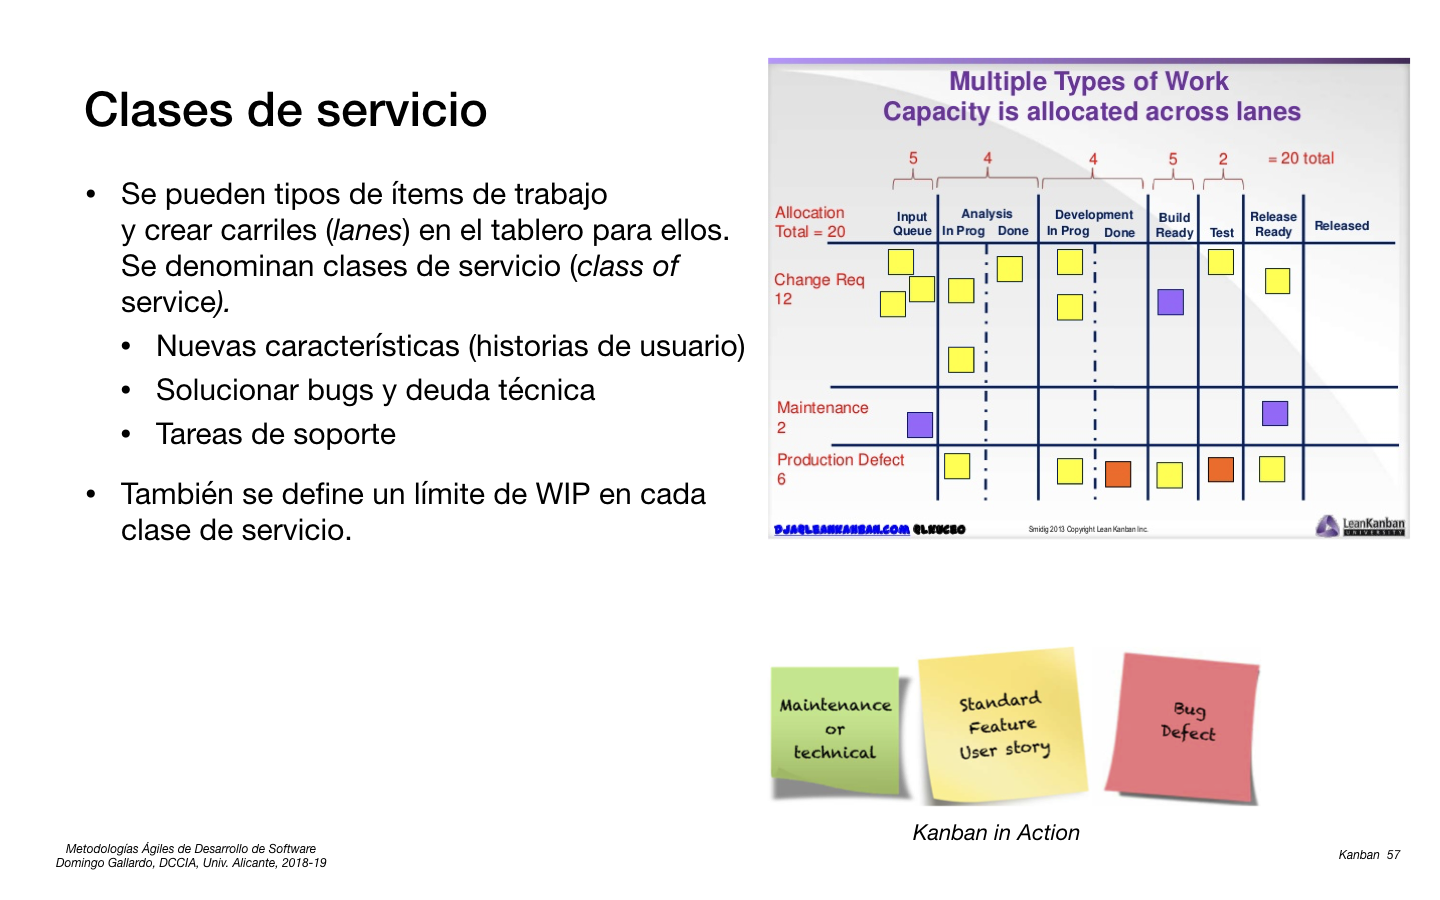 Clases de servicio
• Se pueden tipos de ítems de trabajo
y crear carriles (lanes) en el tablero para ellos.
Se denominan clases de servicio (class of
service).
• Nuevas características (historias de usuario)
• Solucionar bugs y deuda técnica
• Tareas de soporte
• También se define un límite de WIP en cada
clase de servicio.
Multiple Types of Work
Capacity is allocated across lanes
5 4 4 5 2 = 20 total
Allocation
Total = 20
Input
Queue
Analysis
In Prog Done
Development
In Prog Done
Build
Ready
Test
Release
Ready
Released
Change Req
12
Maintenance
2
Production Defect
6
DJA@LEANKANBAN.COM @LKUCEO
Smidig 2013 Copyright Lean Kanban Inc.
LeanKanban
UNIVERSITY
Maintenance
or
technical
Standard
Feature
User story
Bug
Defect
Kanban in Action
Metodologías Ágiles de Desarrollo de Software
Domingo Gallardo, DCCIA, Univ. Alicante, 2018-19
Kanban 57